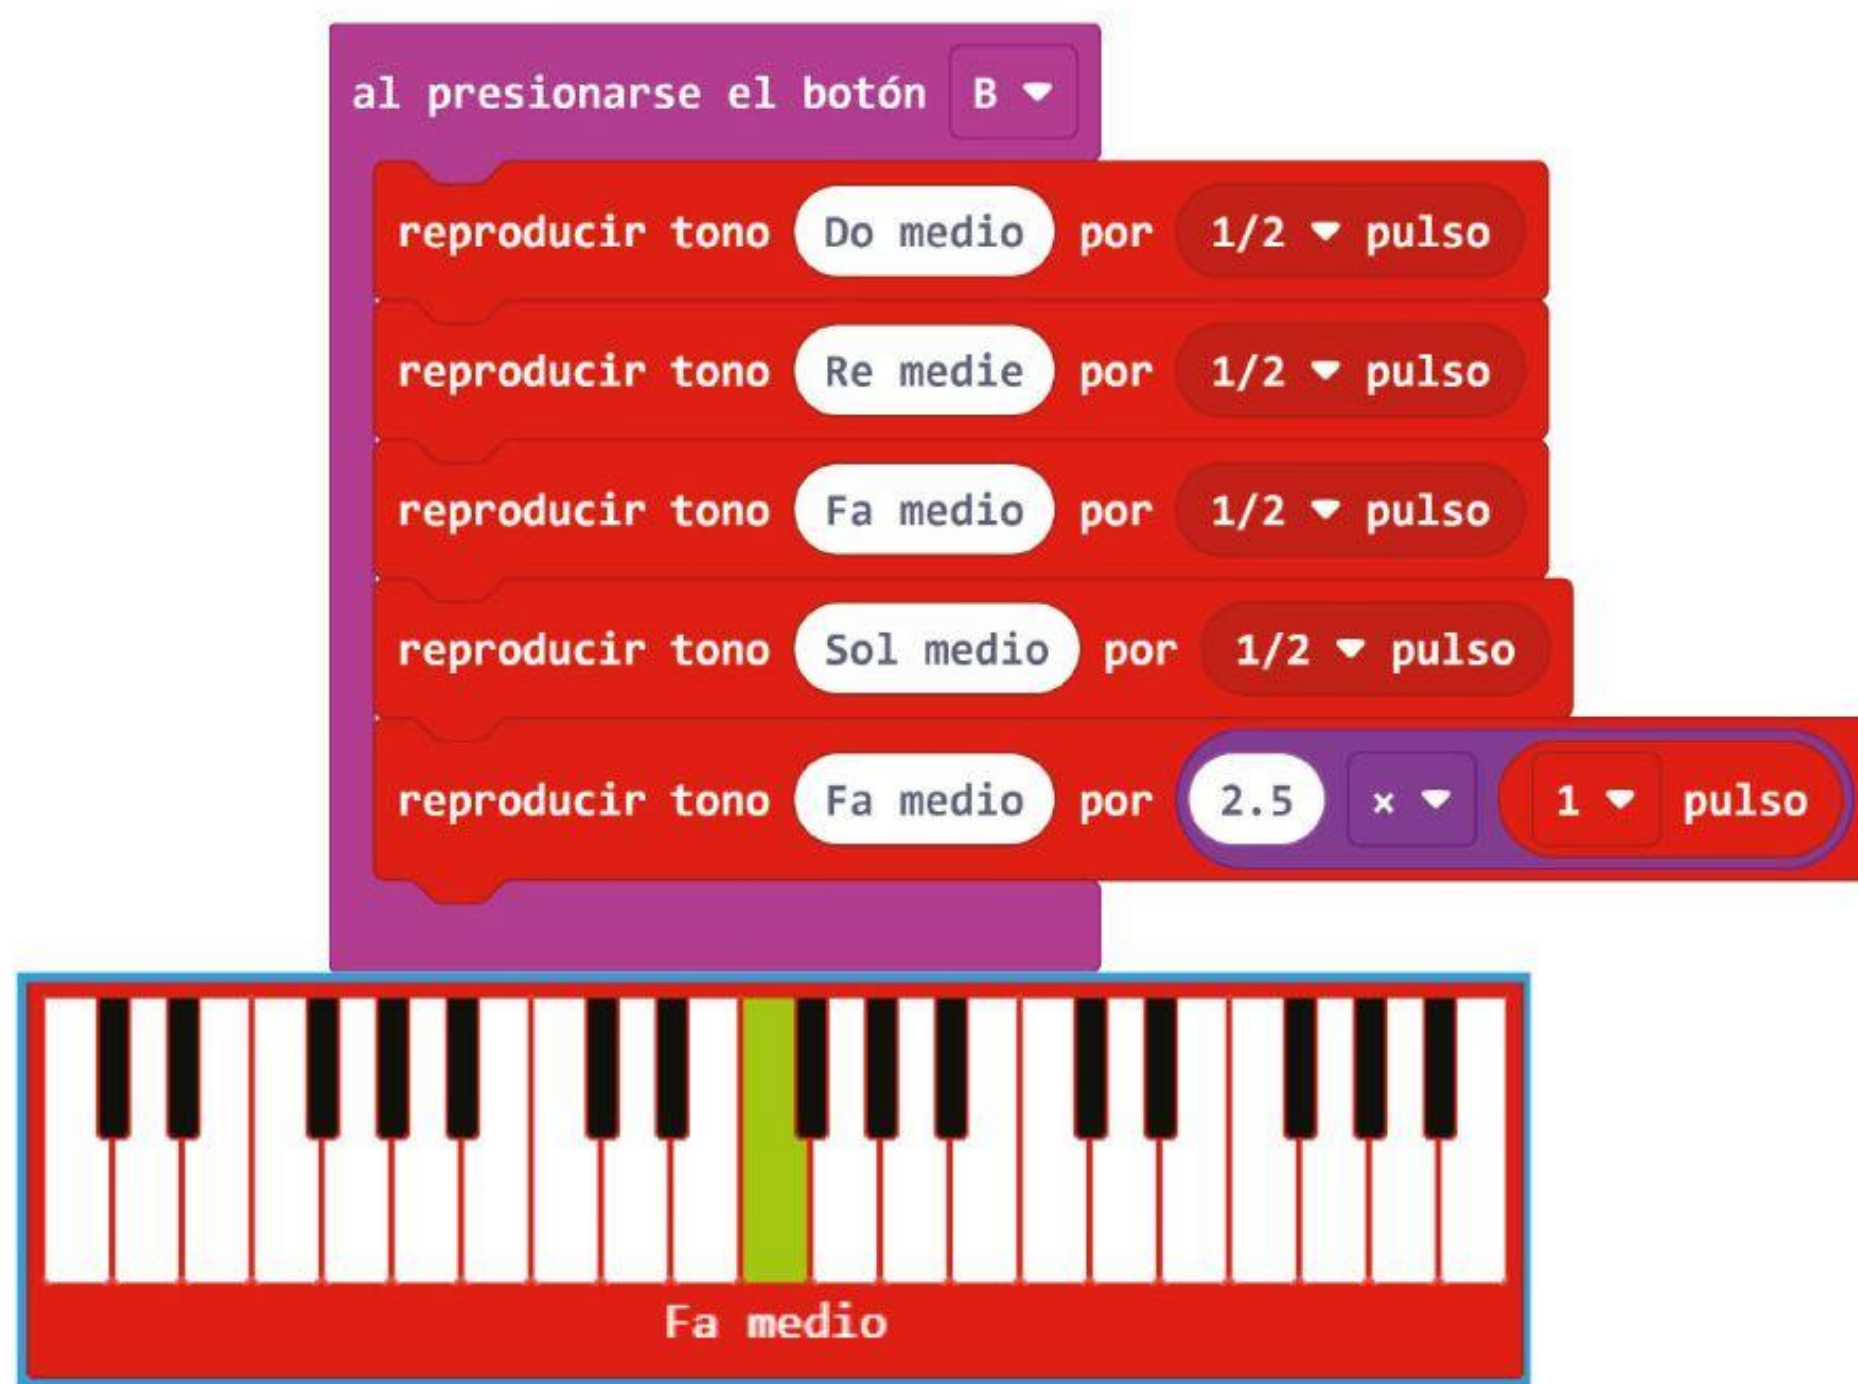 al presionarse el botón B
reproducir tono Do medio por 1/2 pulso
reproducir tono Re medie por 1/2 pulso
reproducir tono Fa medio por 1/2 pulso
reproducir tono Sol medio por 1/2 pulso
reproducir tono Fa medio por 2.5 × 1 pulso
Fa medio